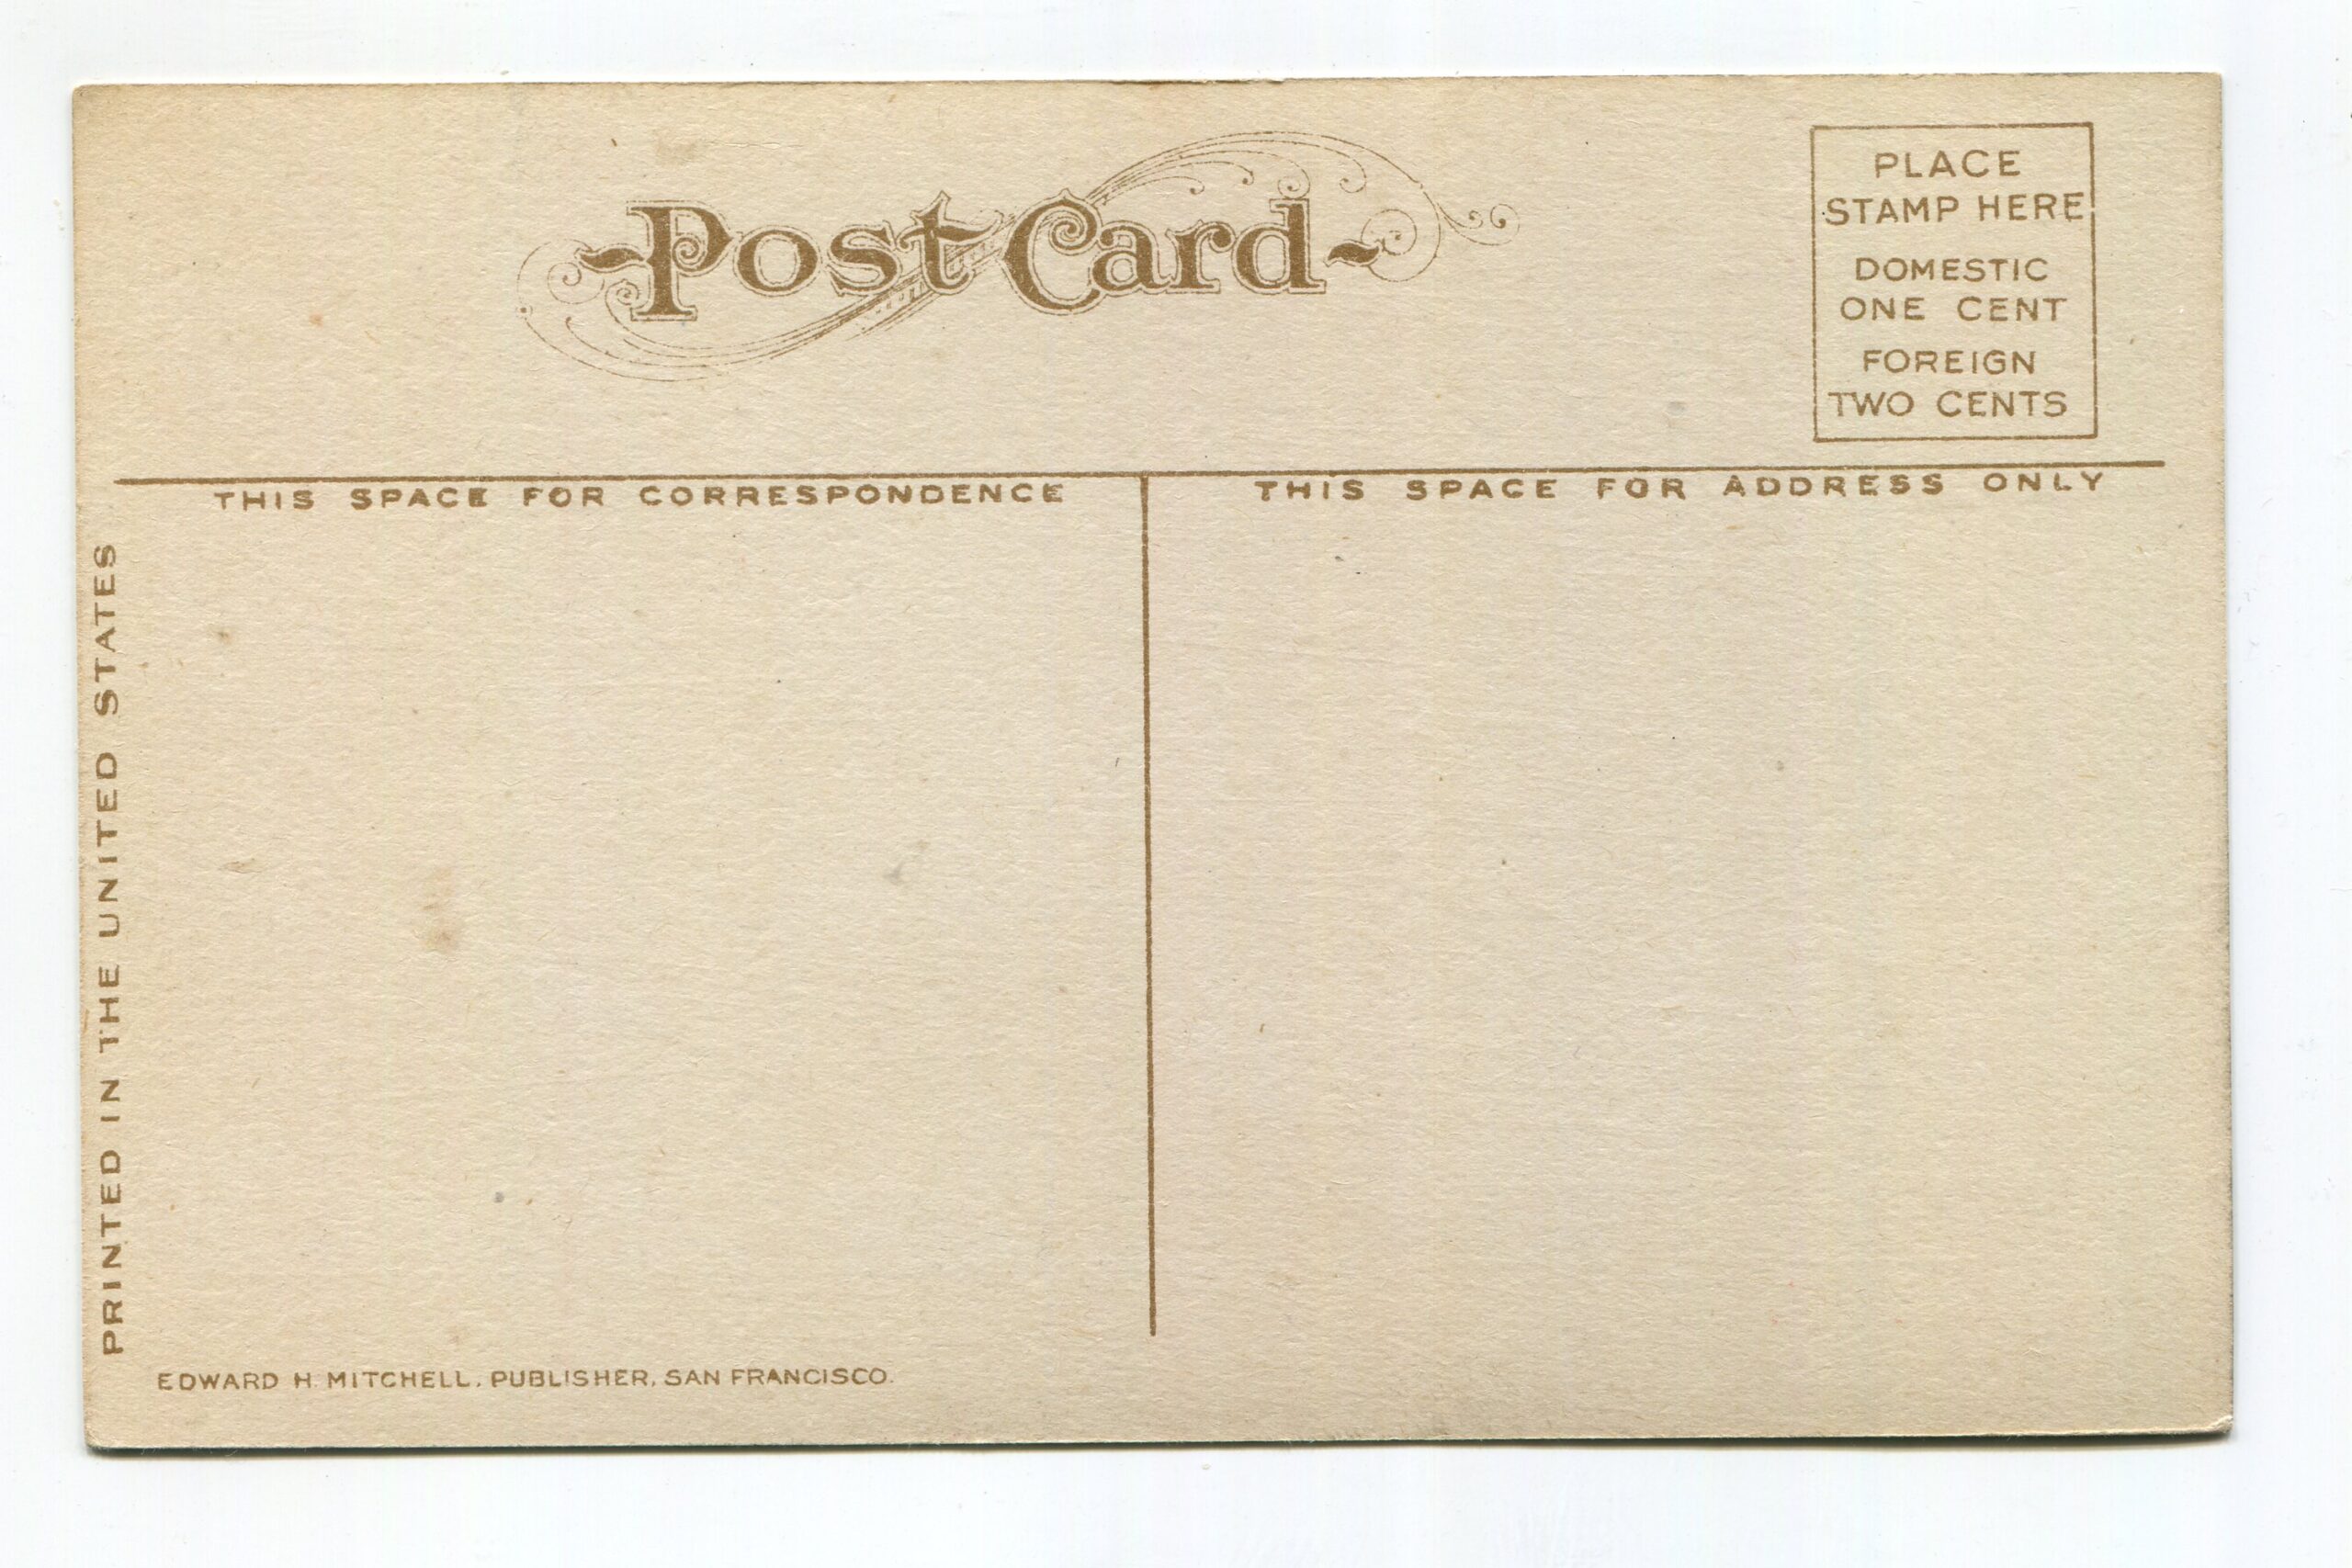 Post Card
PLACE
STAMP HERE
DOMESTIC
ONE CENT
FOREIGN
TWO CENTS
THIS SPACE FOR CORRESPONDENCE
THIS SPACE FOR ADDRESS ONLY
PRINTED IN THE UNITED STATES
EDWARD H. MITCHELL, PUBLISHER, SAN FRANCISCO.